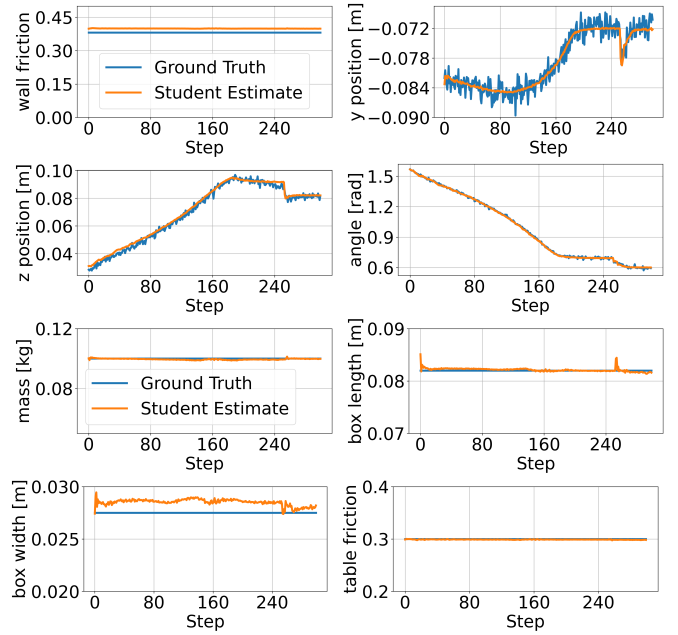 wall friction
0.45
0.30
0.15
0.00
Ground Truth
Student Estimate
0 80 160 240
Step
y position [m]
−0.072
−0.078
−0.084
−0.090
0 80 160 240
Step
z position [m]
0.10
0.08
0.06
0.04
0 80 160 240
Step
angle [rad]
1.5
1.2
0.9
0.6
0 80 160 240
Step
mass [kg]
0.12
0.10
0.08
Ground Truth
Student Estimate
0 80 160 240
Step
box length [m]
0.09
0.08
0.07
0 80 160 240
Step
box width [m]
0.030
0.025
0.020
0 80 160 240
Step
table friction
0.4
0.3
0.2
0 80 160 240
Step